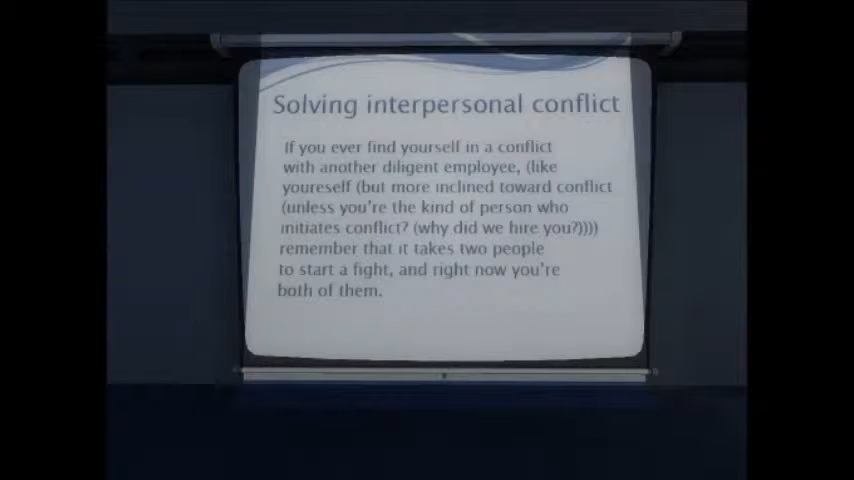 Solving interpersonal conflict
If you ever find yourself in a conflict
with another diligent employee, (like
youreself (but more inclined toward conflict
(unless you're the kind of person who
initiates conflict? (why did we hire you?))))
remember that it takes two people
to start a fight, and right now you're
both of them.